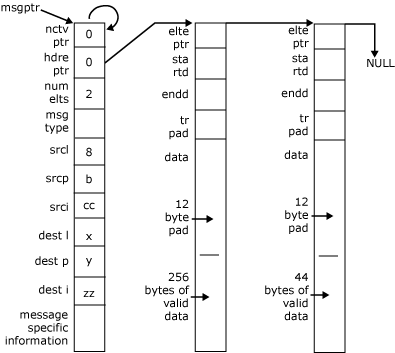 msgptr
nctv
ptr
0
hdre
ptr
0
num
elts
2
msg
type
srcl
8
srcp
b
srci
cc
dest l
x
dest p
y
dest i
zz
message
specific
information
elte
ptr
sta
rtd
endd
tr
pad
data
12
byte
pad
256
bytes of
valid
data
elte
ptr
sta
rtd
endd
tr
pad
data
12
byte
pad
44
bytes of
valid
data
NULL